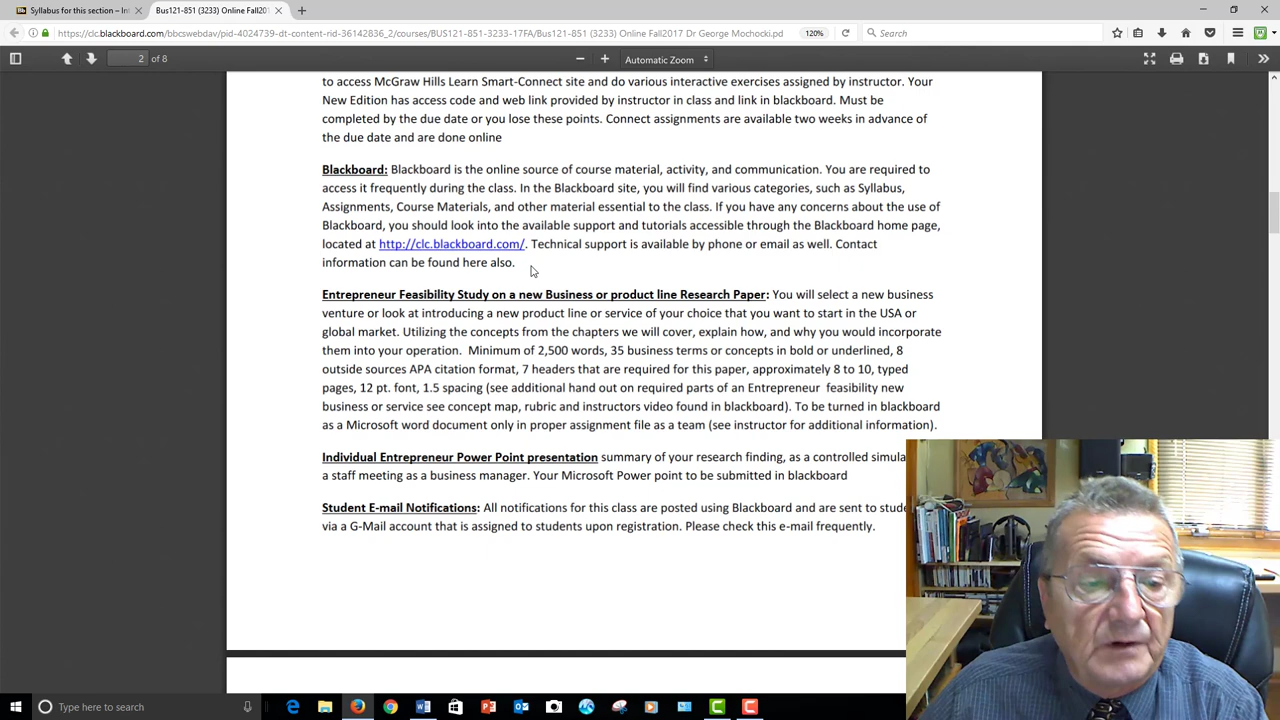 Syllabus for this section – Int
Bus121-851 (3233) Online Fall201
https://clc.blackboard.com/bbcswebdav/pid-4024739-dt-content-rid-36142836_2/courses/BUS121-851-3233-17FA/Bus121-851 (3233) Online Fall2017 Dr George Mochocki.pd
120%
Search
2 of 8
Automatic Zoom
to access McGraw Hills Learn Smart-Connect site and do various interactive exercises assigned by instructor. Your
New Edition has access code and web link provided by instructor in class and link in blackboard. Must be
completed by the due date or you lose these points. Connect assignments are available two weeks in advance of
the due date and are done online
Blackboard: Blackboard is the online source of course material, activity, and communication. You are required to
access it frequently during the class. In the Blackboard site, you will find various categories, such as Syllabus,
Assignments, Course Materials, and other material essential to the class. If you have any concerns about the use of
Blackboard, you should look into the available support and tutorials accessible through the Blackboard home page,
located at http://clc.blackboard.com/. Technical support is available by phone or email as well. Contact
information can be found here also.
Entrepreneur Feasibility Study on a new Business or product line Research Paper: You will select a new business
venture or look at introducing a new product line or service of your choice that you want to start in the USA or
global market. Utilizing the concepts from the chapters we will cover, explain how, and why you would incorporate
them into your operation. Minimum of 2,500 words, 35 business terms or concepts in bold or underlined, 8
outside sources APA citation format, 7 headers that are required for this paper, approximately 8 to 10, typed
pages, 12 pt. font, 1.5 spacing (see additional hand out on required parts of an Entrepreneur feasibility new
business or service see concept map, rubric and instructors video found in blackboard). To be turned in blackboard
as a Microsoft word document only in proper assignment file as a team (see instructor for additional information).
Individual Entrepreneur Power Point presentation summary of your research finding, as a controlled simula
a staff meeting as a business manager. Your Microsoft Power point to be submitted in blackboard
Student E-mail Notifications: All notifications for this class are posted using Blackboard and are sent to stude
via a G-Mail account that is assigned to students upon registration. Please check this e-mail frequently.
Type here to search